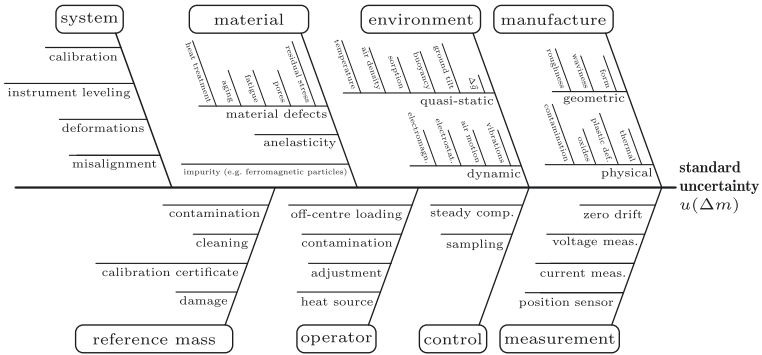 system
material
environment
manufacture
calibration
instrument leveling
deformations
misalignment
heat treatment
aging
fatigue
pores
residual stress
material defects
anelasticity
impurity (e.g. ferromagnetic particles)
temperature
air density
sorption
buoyancy
ground tilt
Δg⃗
quasi-static
electromagn.
electrostat.
air motion
vibrations
dynamic
roughness
waviness
form
geometric
contamination
oxides
plastic def.
thermal
physical
standard
uncertainty
u(Δm)
contamination
cleaning
calibration certificate
damage
off-centre loading
contamination
adjustment
heat source
steady comp.
sampling
zero drift
voltage meas.
current meas.
position sensor
reference mass
operator
control
measurement